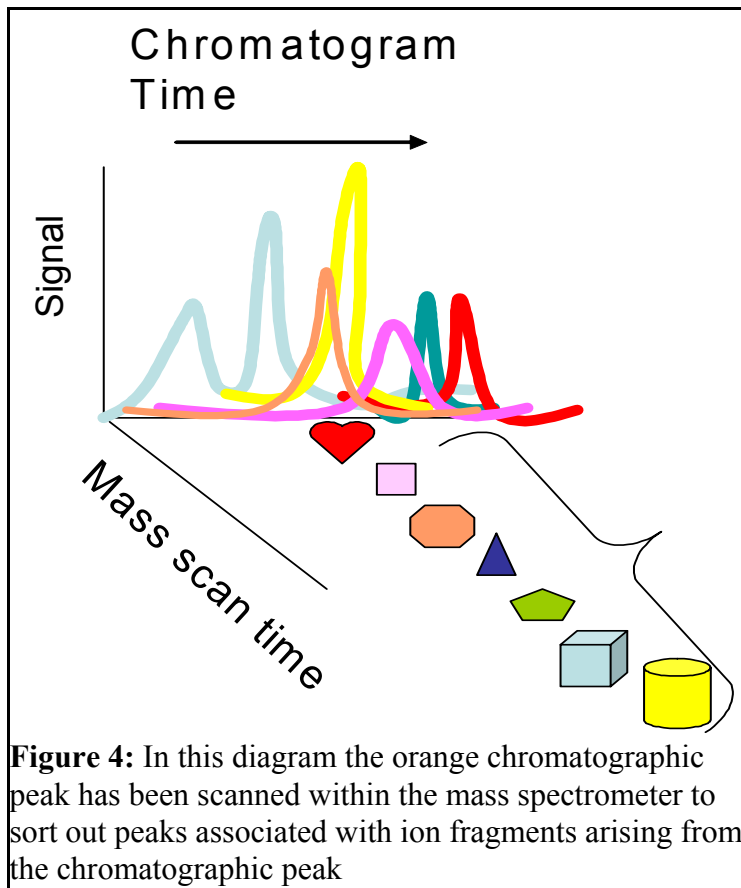 Chromatogram
Time
Signal
Mass scan time
Figure 4: In this diagram the orange chromatographic
peak has been scanned within the mass spectrometer to
sort out peaks associated with ion fragments arising from
the chromatographic peak